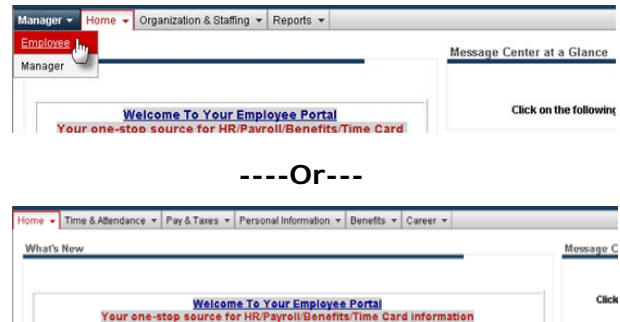 Manager Home Organization & Staffing Reports
Employee
Manager
Message Center at a Glance
Welcome To Your Employee Portal
Click on the following
Your one-stop source for HR/Payroll/Benefits/Time Card
----Or---
Home Time & Attendance Pay & Taxes Personal Information Benefits Career
What's New Message C
Welcome To Your Employee Portal
Click
Your one-stop source for HR/Payroll/Benefits/Time Card information